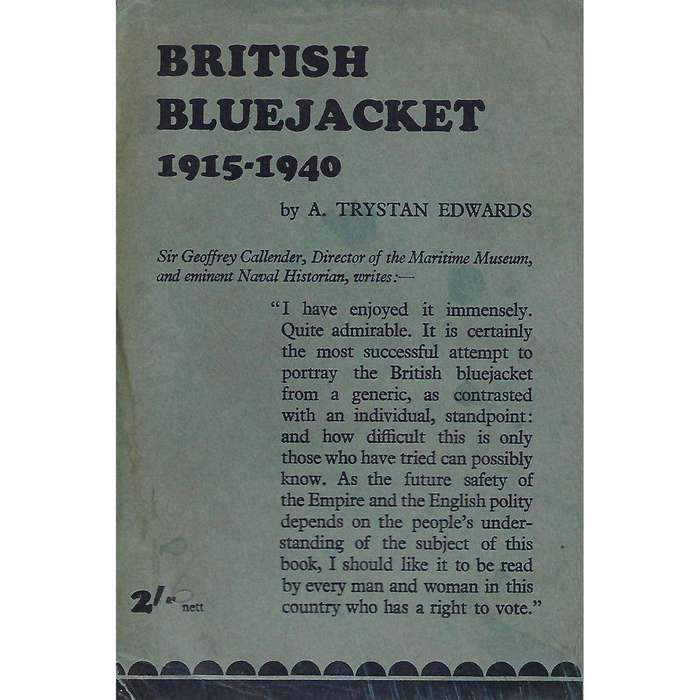 BRITISH
BLUEJACKET
1915-1940
by A. TRYSTAN EDWARDS
Sir Geoffrey Callender, Director of the Maritime Museum,
and eminent Naval Historian, writes:—
“I have enjoyed it immensely.
Quite admirable. It is certainly
the most successful attempt to
portray the British bluejacket
from a generic, as contrasted
with an individual, standpoint:
and how difficult this is only
those who have tried can possibly
know. As the future safety of
the Empire and the English polity
depends on the people’s under-
standing of the subject of this
book, I should like it to be read
by every man and woman in this
country who has a right to vote.”
2/- nett